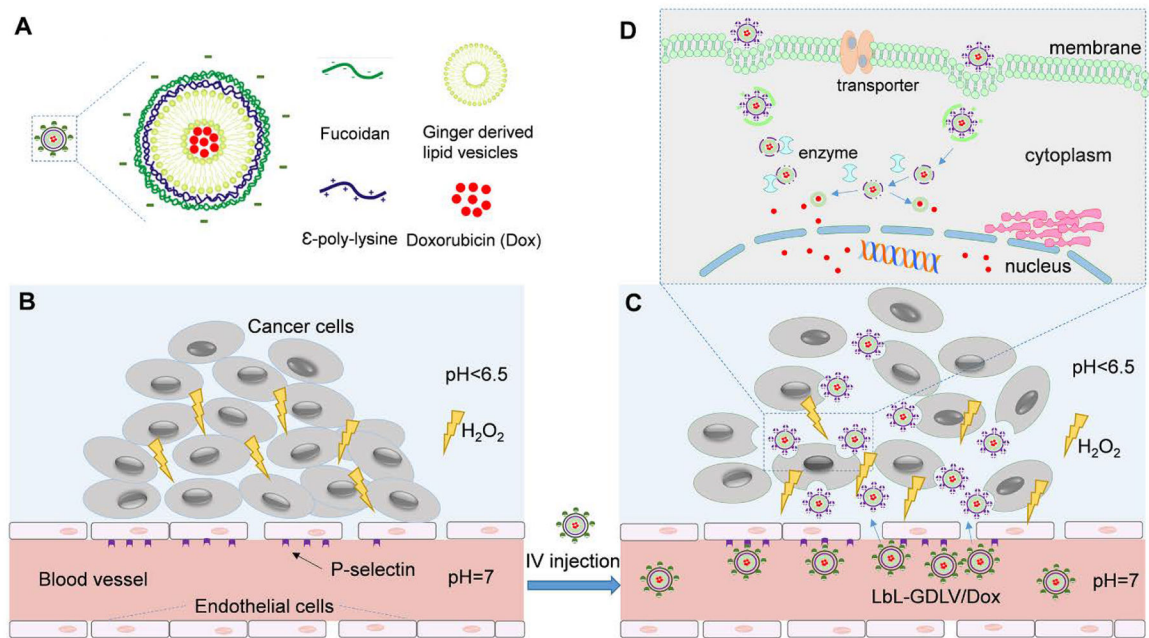 A
Fucoidan
Ginger derived
lipid vesicles
Ɛ-poly-lysine
Doxorubicin (Dox)
D
membrane
transporter
enzyme
cytoplasm
nucleus
B
Cancer cells
pH<6.5
H₂O₂
P-selectin
Blood vessel
pH=7
Endothelial cells
IV injection
C
pH<6.5
H₂O₂
pH=7
LbL-GDLV/Dox